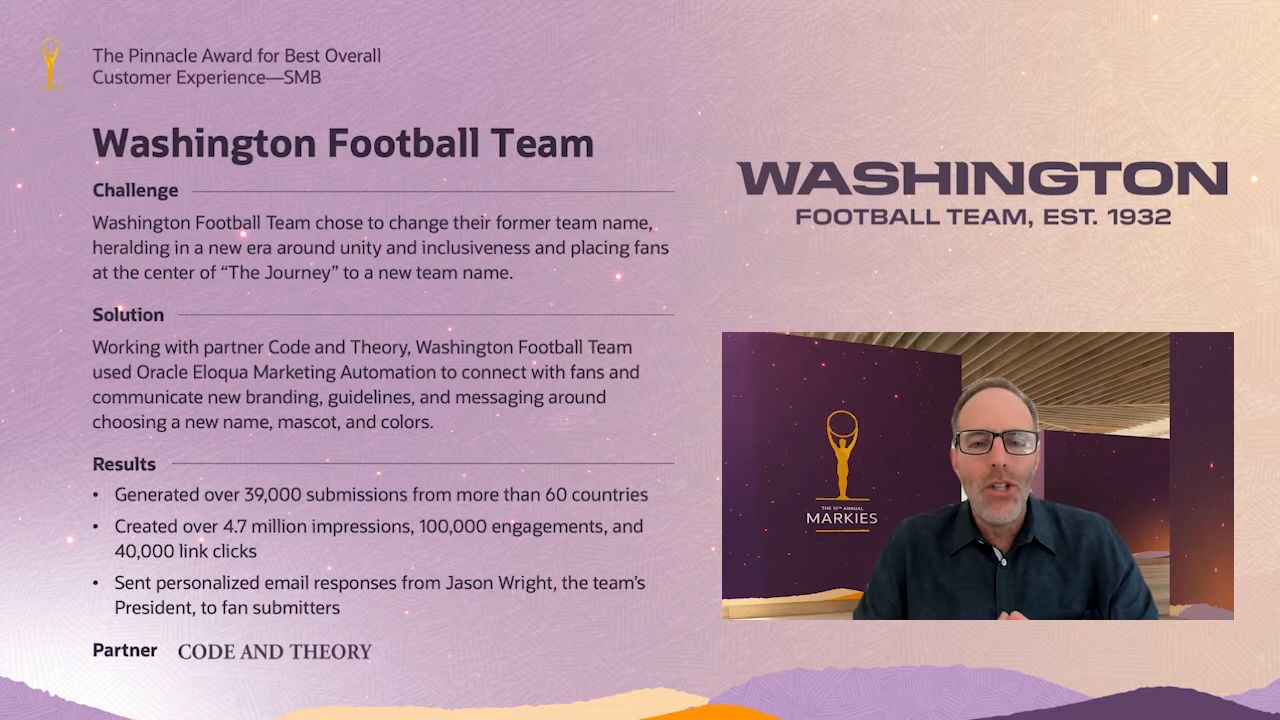 The Pinnacle Award for Best Overall
Customer Experience—SMB
Washington Football Team
Challenge
Washington Football Team chose to change their former team name,
heralding in a new era around unity and inclusiveness and placing fans
at the center of “The Journey” to a new team name.
Solution
Working with partner Code and Theory, Washington Football Team
used Oracle Eloqua Marketing Automation to connect with fans and
communicate new branding, guidelines, and messaging around
choosing a new name, mascot, and colors.
Results
• Generated over 39,000 submissions from more than 60 countries
• Created over 4.7 million impressions, 100,000 engagements, and
40,000 link clicks
• Sent personalized email responses from Jason Wright, the team’s
President, to fan submitters
Partner CODE AND THEORY
WASHINGTON
FOOTBALL TEAM, EST. 1932
THE 15TH ANNUAL
MARKIES